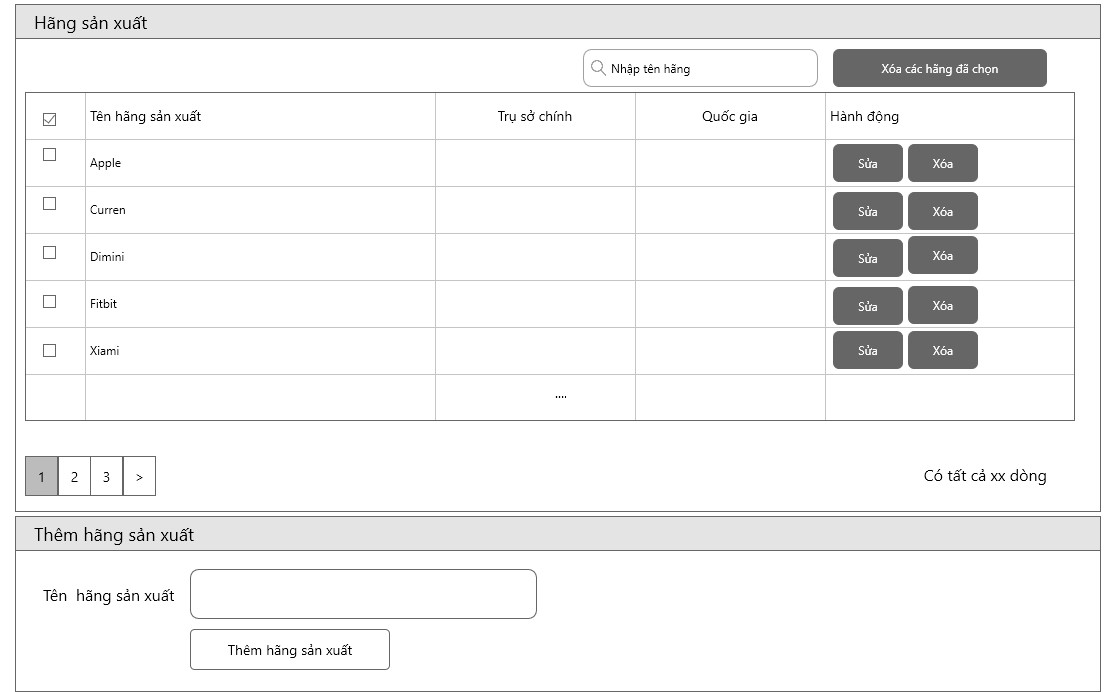 Hãng sản xuất
Nhập tên hãng
Xóa các hãng đã chọn
Tên hãng sản xuất Trụ sở chính Quốc gia Hành động
Apple Sửa Xóa
Curren Sửa Xóa
Dimini Sửa Xóa
Fitbit Sửa Xóa
Xiami Sửa Xóa
....
1 2 3 >
Có tất cả xx dòng
Thêm hãng sản xuất
Tên hãng sản xuất
Thêm hãng sản xuất